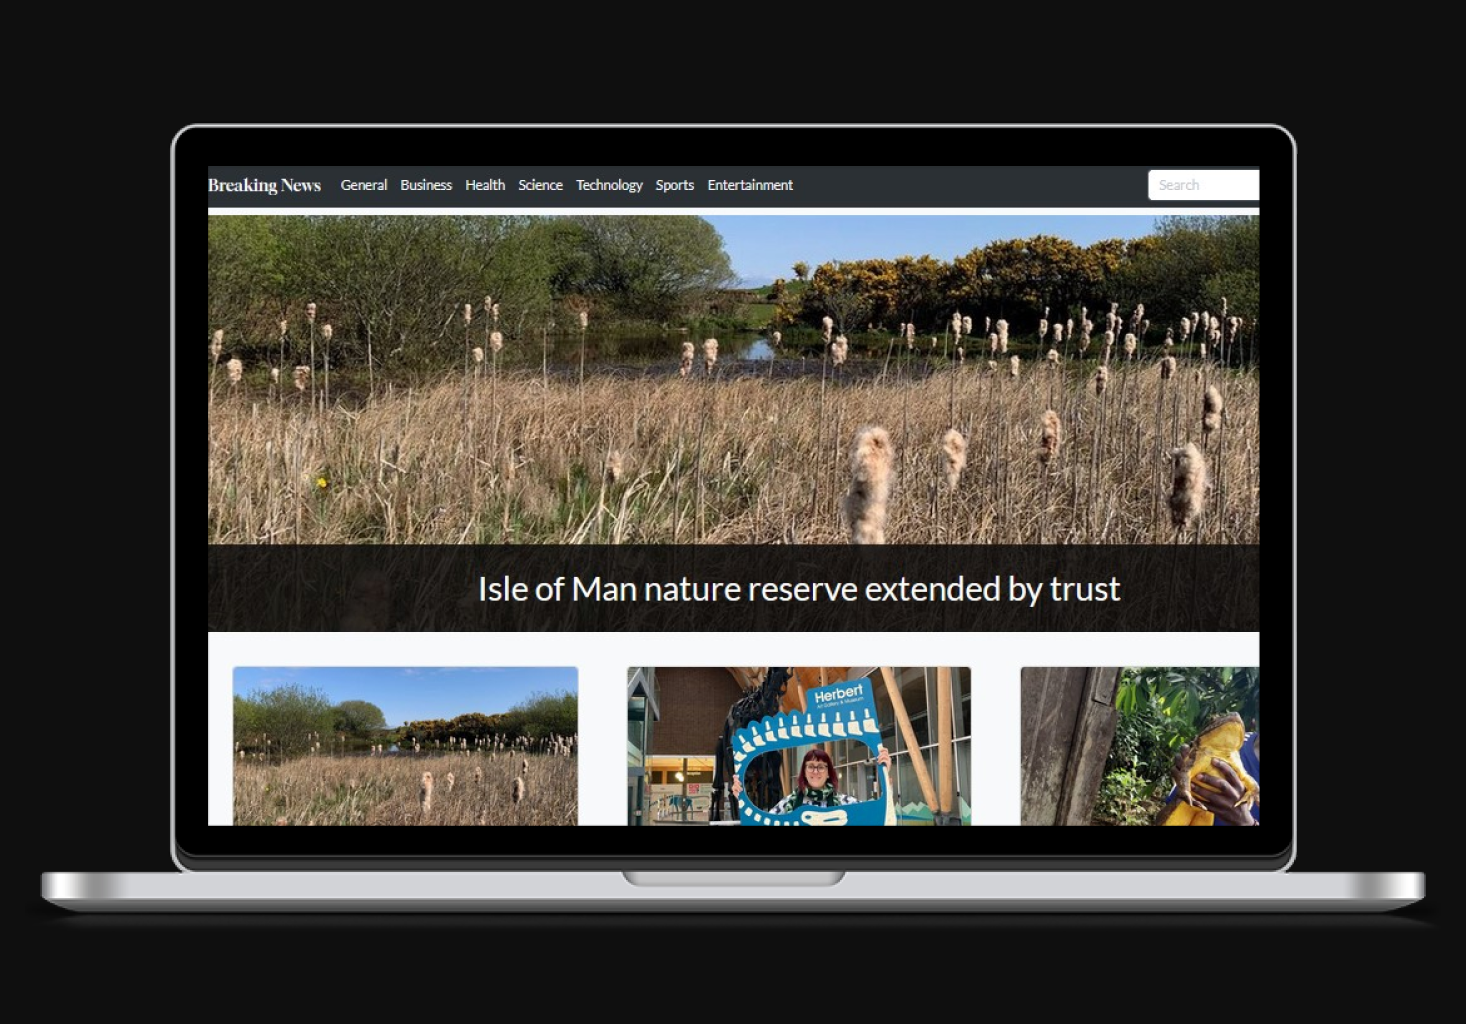 Breaking News General Business Health Science Technology Sports Entertainment Search
Isle of Man nature reserve extended by trust
Herbert
Art Gallery & Museum